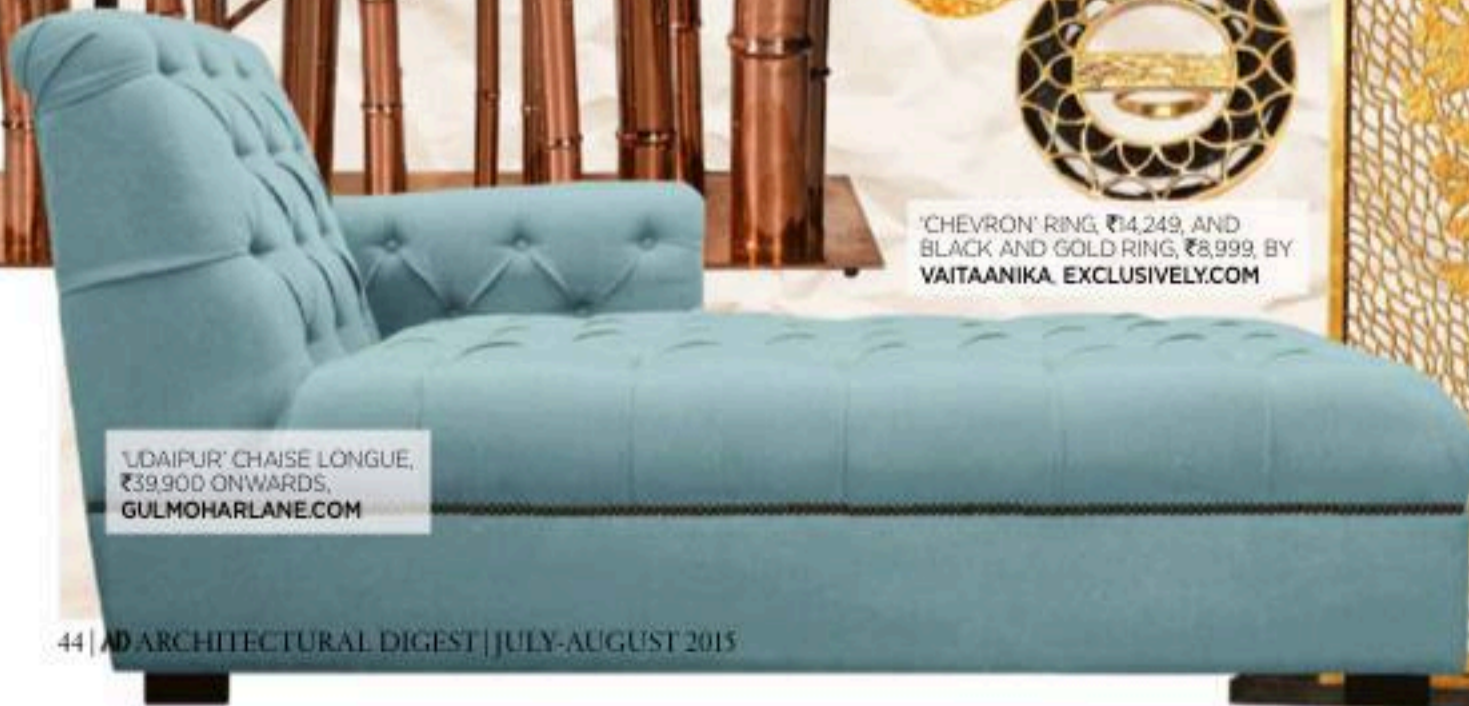 'CHEVRON' RING, ₹14,249, AND
BLACK AND GOLD RING, ₹8,999, BY
VAITAANIKA, EXCLUSIVELY.COM
'UDAIPUR' CHAISE LONGUE,
₹39,900 ONWARDS,
GULMOHARLANE.COM
44 | AD ARCHITECTURAL DIGEST | JULY-AUGUST 2015